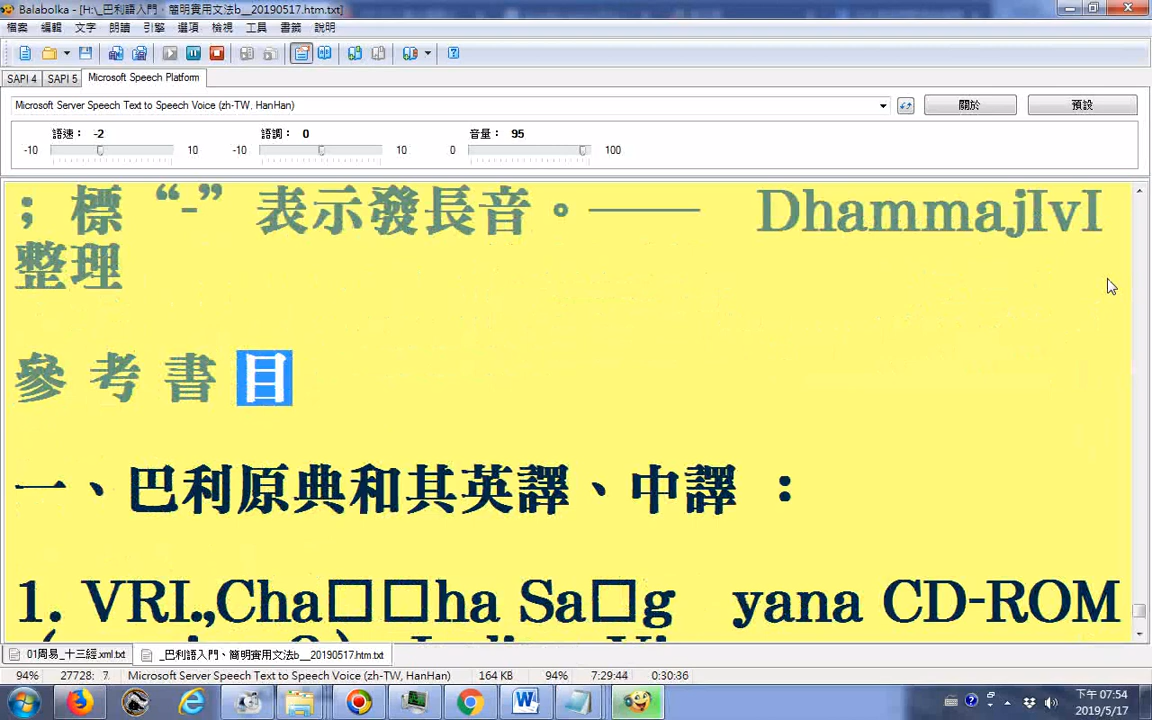 Balabolka - [H:\_巴利語入門、簡明實用文法b__20190517.htm.txt]
檔案 編輯 文字 朗讀 引擎 選項 檢視 工具 書籤 說明
SAPI 4 SAPI 5 Microsoft Speech Platform
Microsoft Server Speech Text to Speech Voice (zh-TW, HanHan) 關於 預設
語速： -2 語調： 0 音量： 95
-10 10 -10 10 0 100
；標“-”表示發長音。—— DhammajIvI
整理
參 考 書 目
一、巴利原典和其英譯、中譯 ：
1. VRI.,Cha□□ha Sa□g yana CD-ROM
01周易_十三經.xml.txt _巴利語入門、簡明實用文法b__20190517.htm.txt
94% 27728: 7 Microsoft Server Speech Text to Speech Voice (zh-TW, HanHan) 164 KB 94% 7:29:44 0:30:36
下午 07:54
2019/5/17